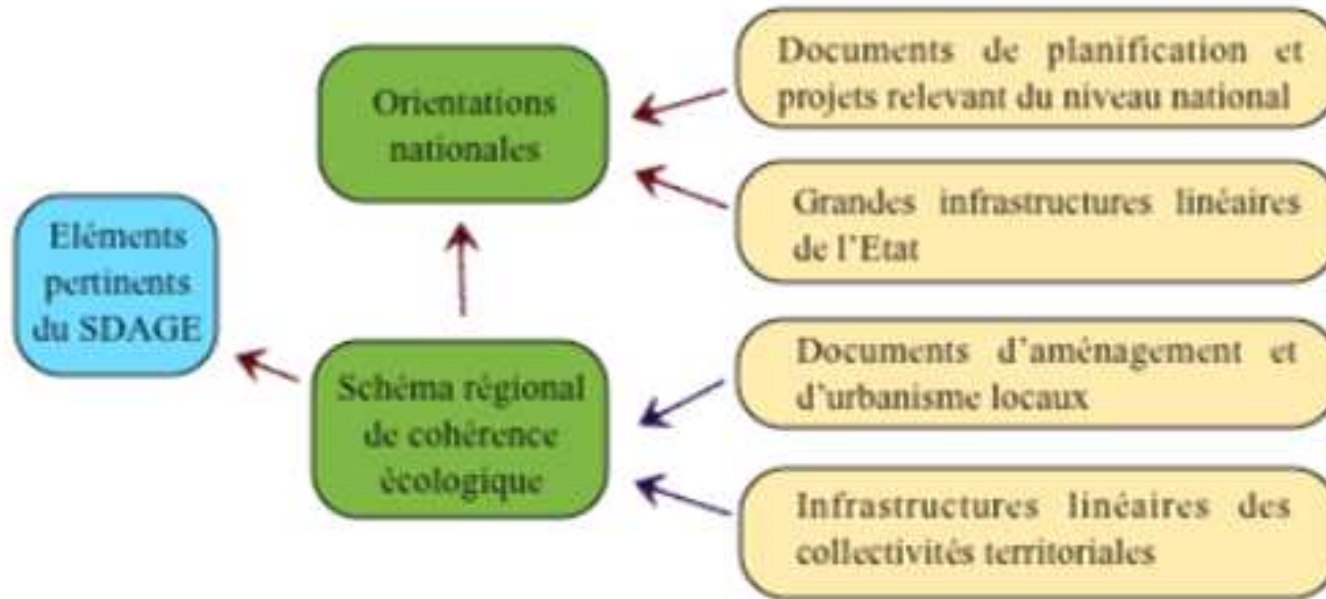 Documents de planification et
projets relevant du niveau national
Orientations
nationales
Grandes infrastructures linéaires
de l'Etat
Eléments
pertinents
du SDAGE
Schéma régional
de cohérence
écologique
Documents d'aménagement et
d'urbanisme locaux
Infrastructures linéaires des
collectivités territoriales